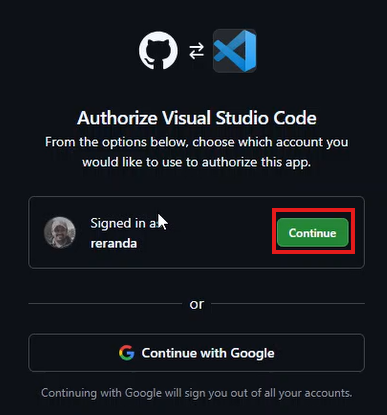 Authorize Visual Studio Code
From the options below, choose which account you
would like to use to authorize this app.
Signed in as
reranda
Continue
or
Continue with Google
Continuing with Google will sign you out of all your accounts.